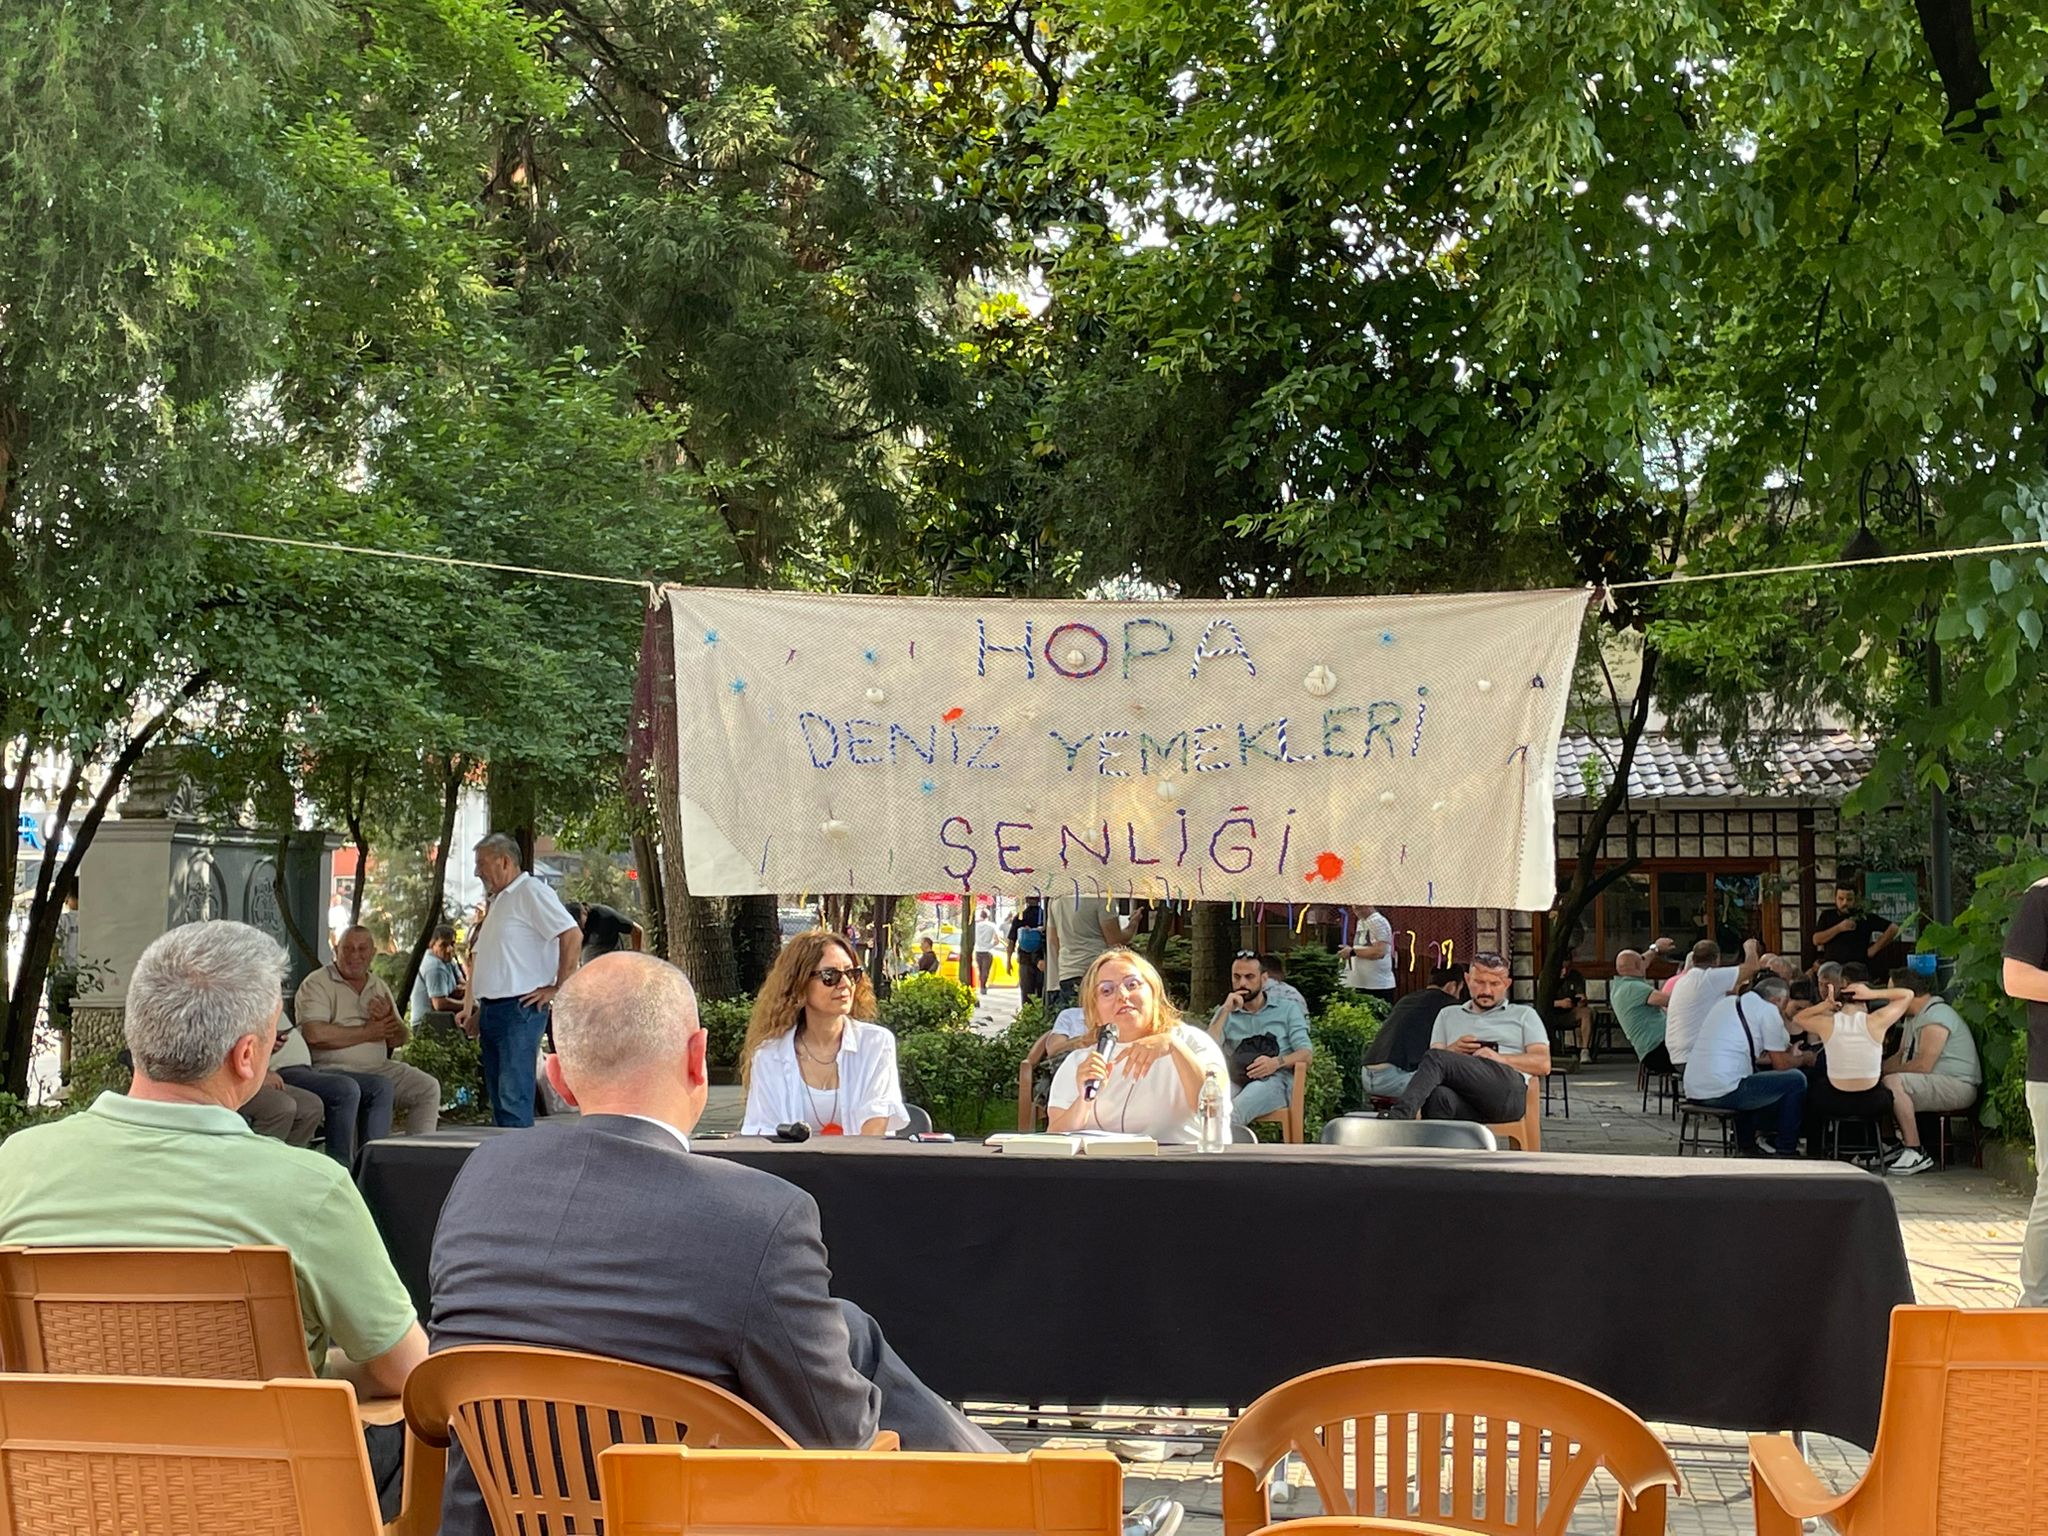 HOPA
DENİZ YEMEKLERİ
ŞENLİĞİ